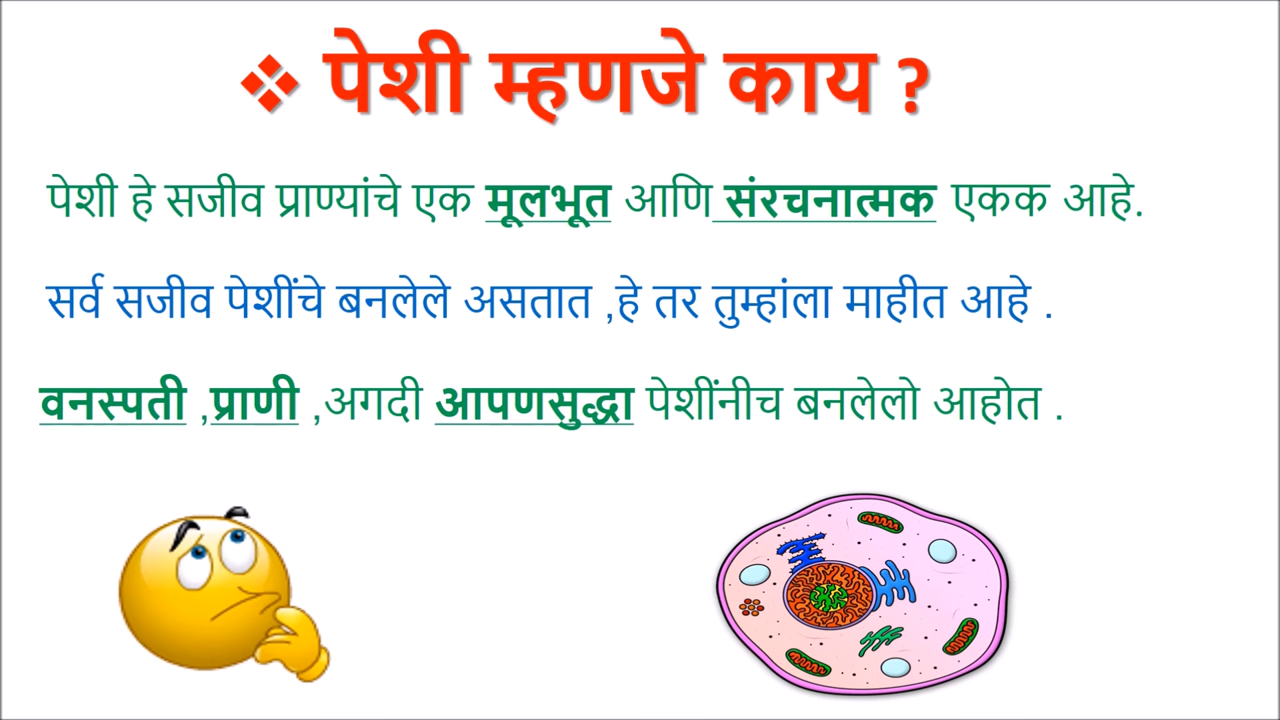 ❖ पेशी म्हणजे काय ?
पेशी हे सजीव प्राण्यांचे एक मूलभूत आणि संरचनात्मक एकक आहे.
सर्व सजीव पेशींचे बनलेले असतात ,हे तर तुम्हांला माहीत आहे .
वनस्पती ,प्राणी ,अगदी आपणसुद्धा पेशींनीच बनलेलो आहोत .